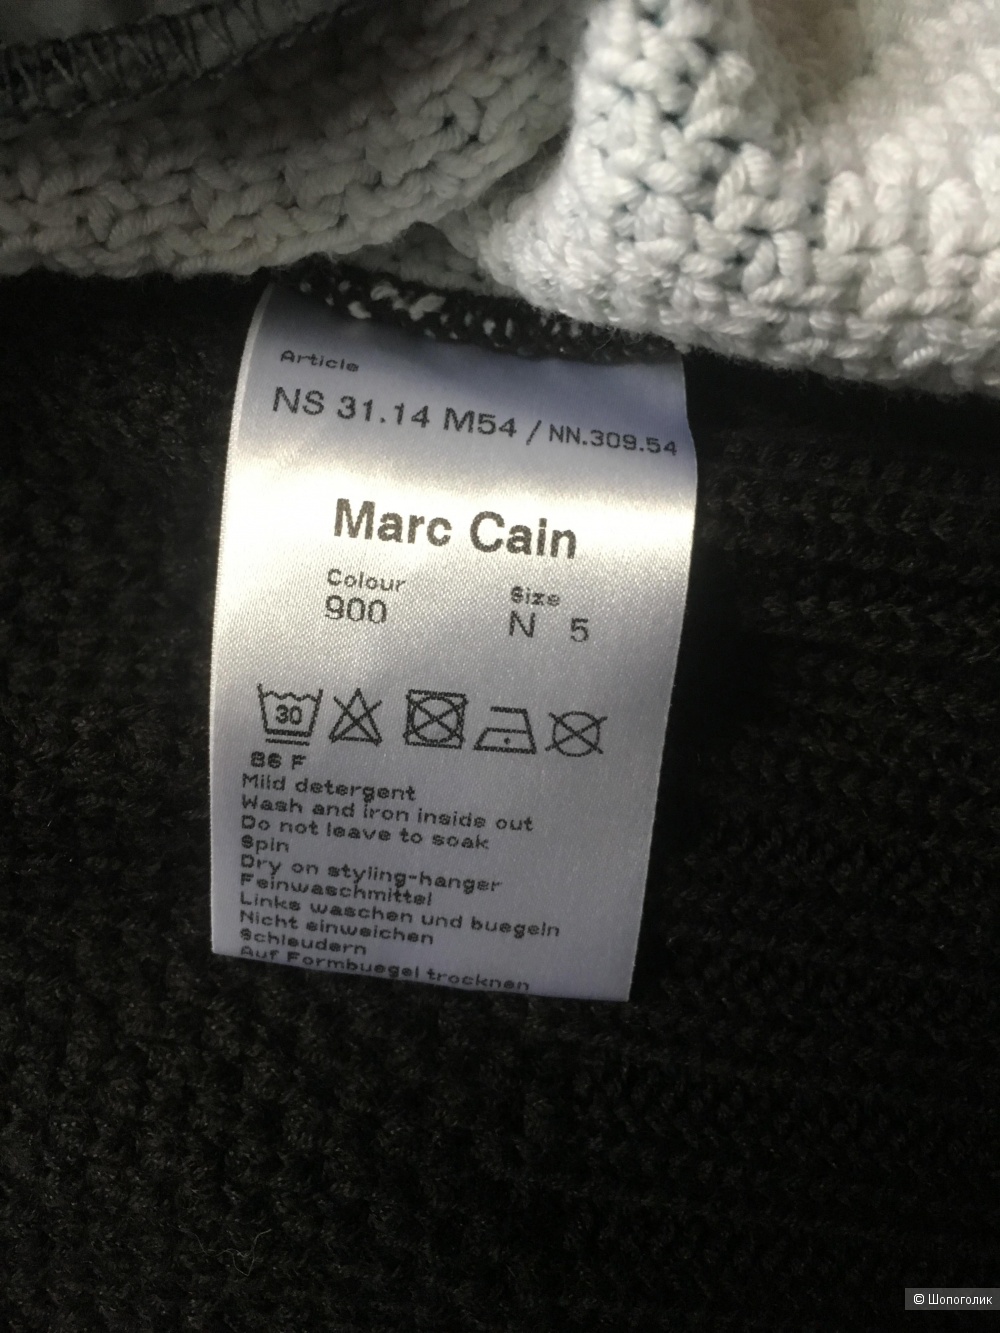 Article
NS 31.14 M54 / NN.309.54
Marc Cain
Colour Size
900 N 5
30
86 F
Mild detergent
Wash and iron inside out
Do not leave to soak
Spin
Dry on styling-hanger
Feinwaschmittel
Links waschen und buegeln
Nicht einweichen
Schleudern
Auf Formbuegel trocknen
© Шопоголик